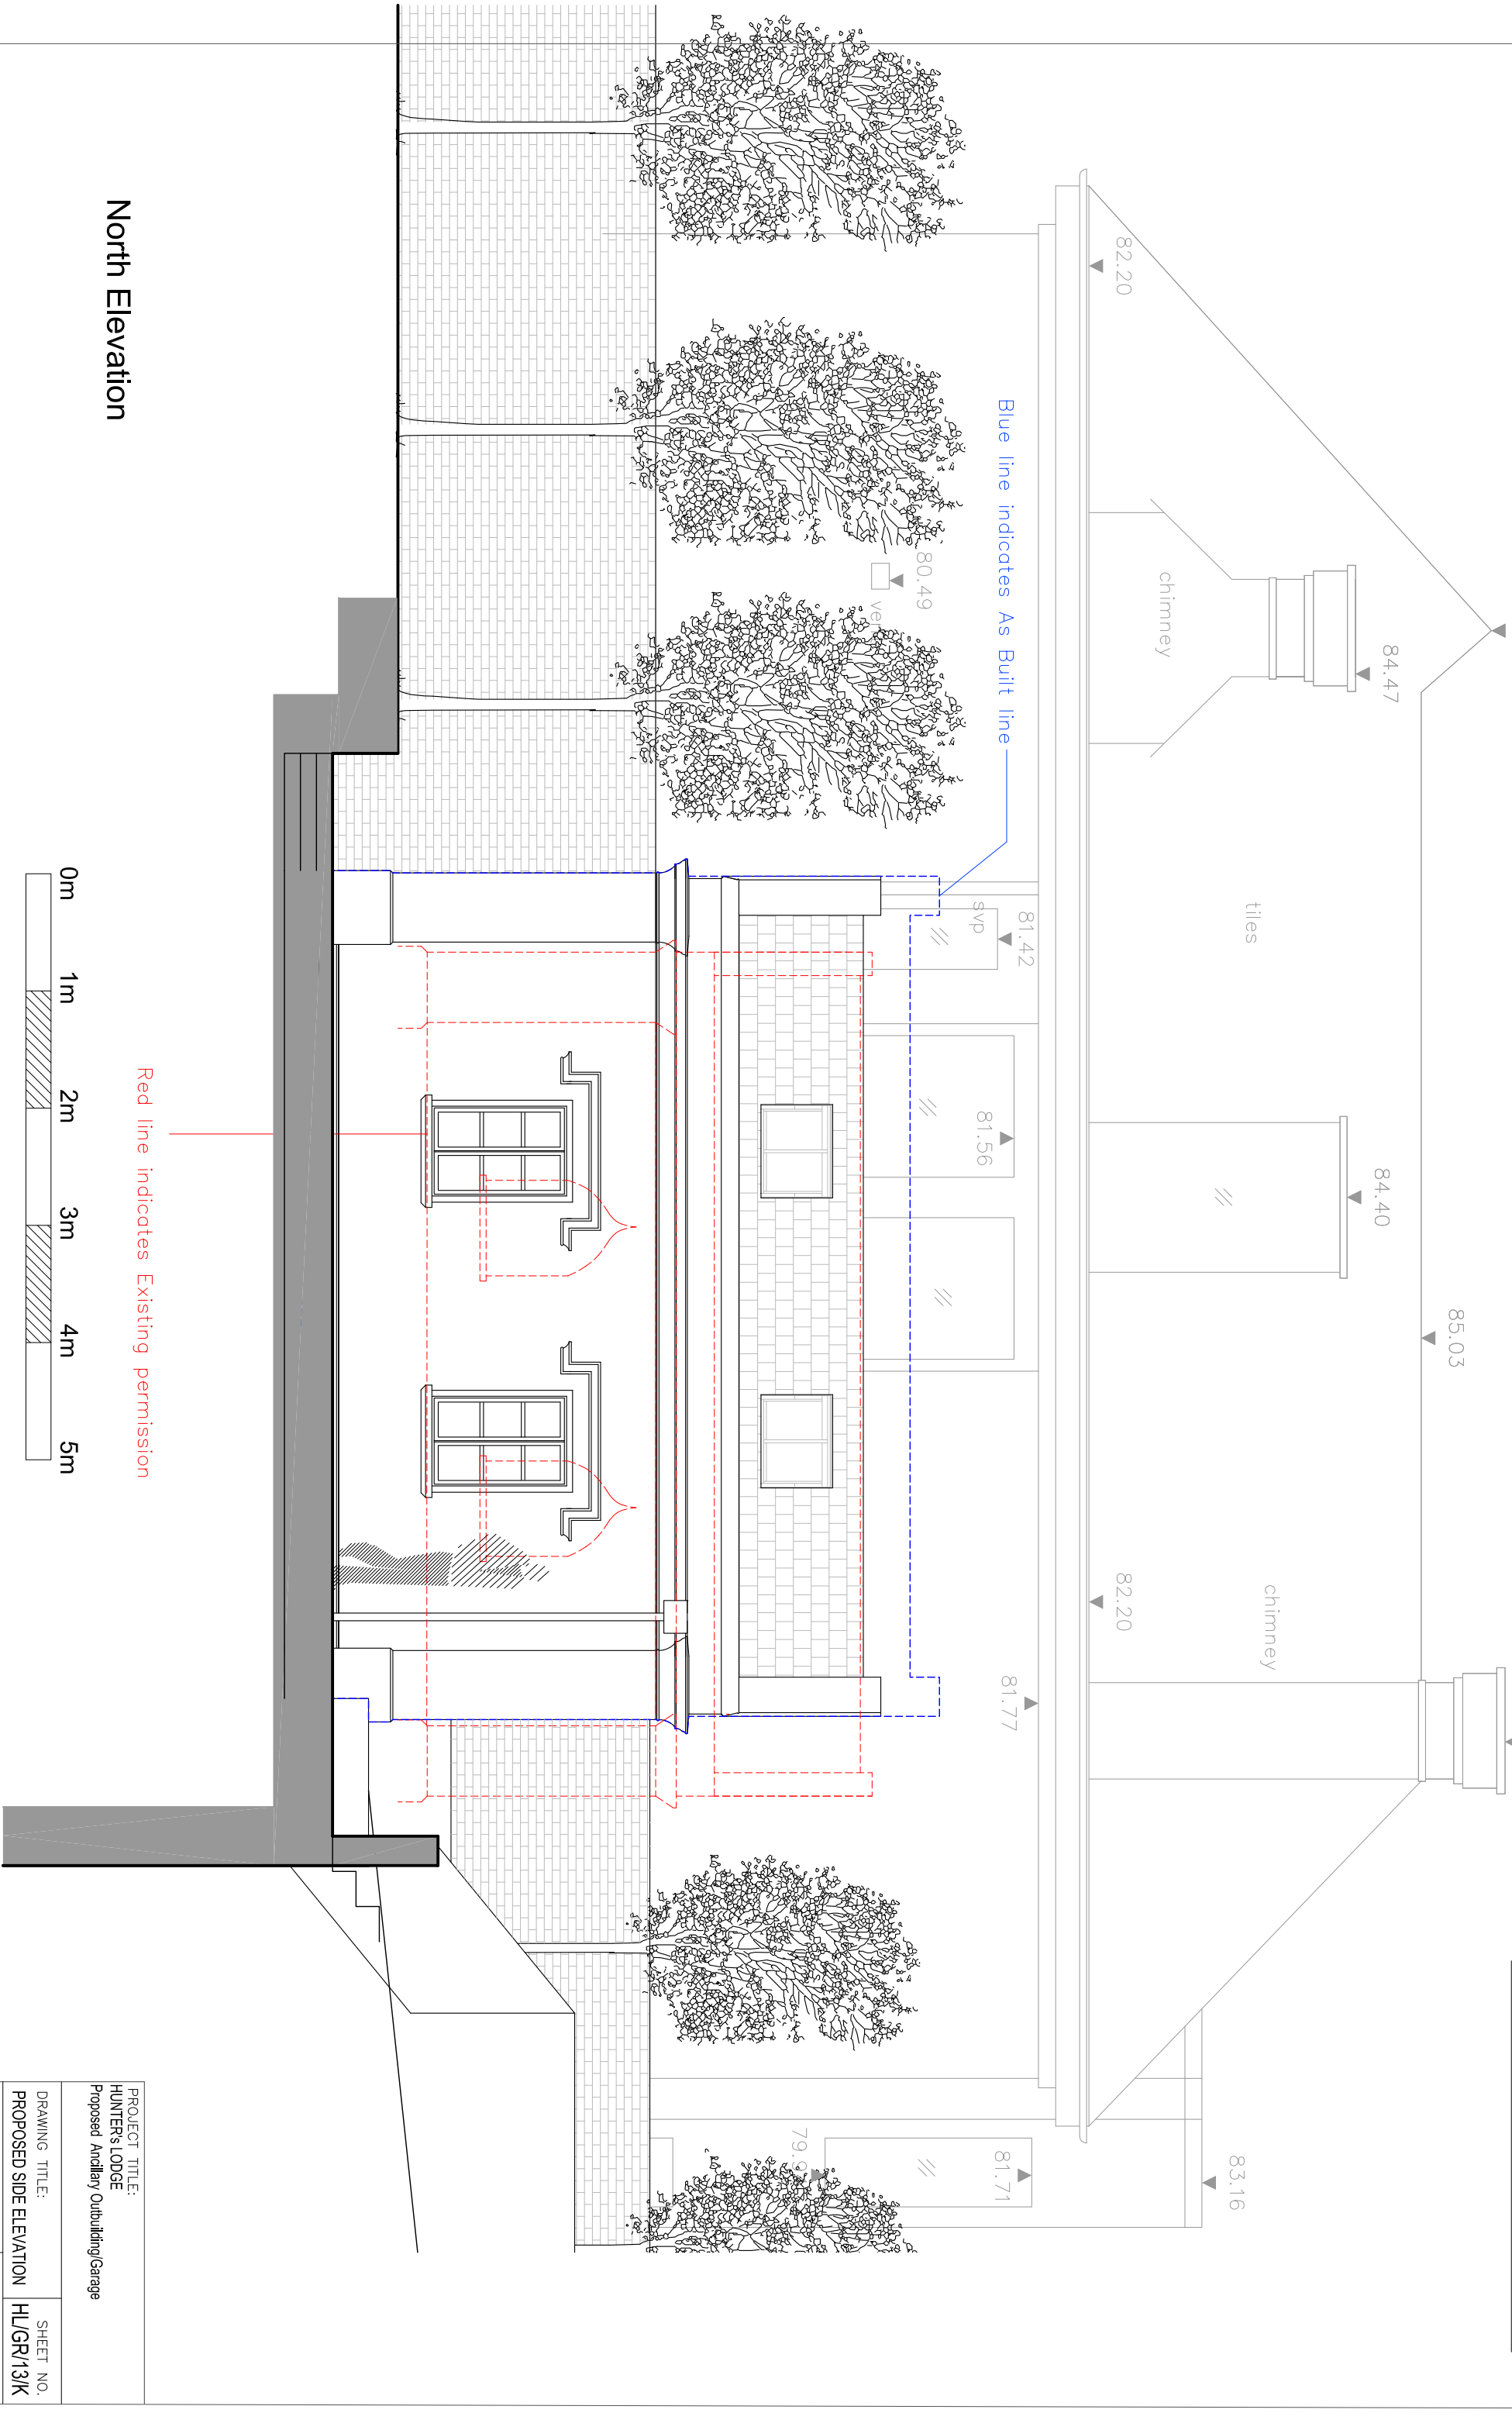 84.47
84.40
85.03
83.16
82.20
82.20
chimney
tiles
chimney
81.42
81.56
81.77
81.71
svp
Blue line indicates As Built line
80.49
North Elevation
Red line indicates Existing permission
0m 1m 2m 3m 4m 5m
PROJECT TITLE:
HUNTER's LODGE
Proposed Ancillary Outbuilding/Garage
DRAWING TITLE:
PROPOSED SIDE ELEVATION
SHEET NO.
HL/GR/13/K